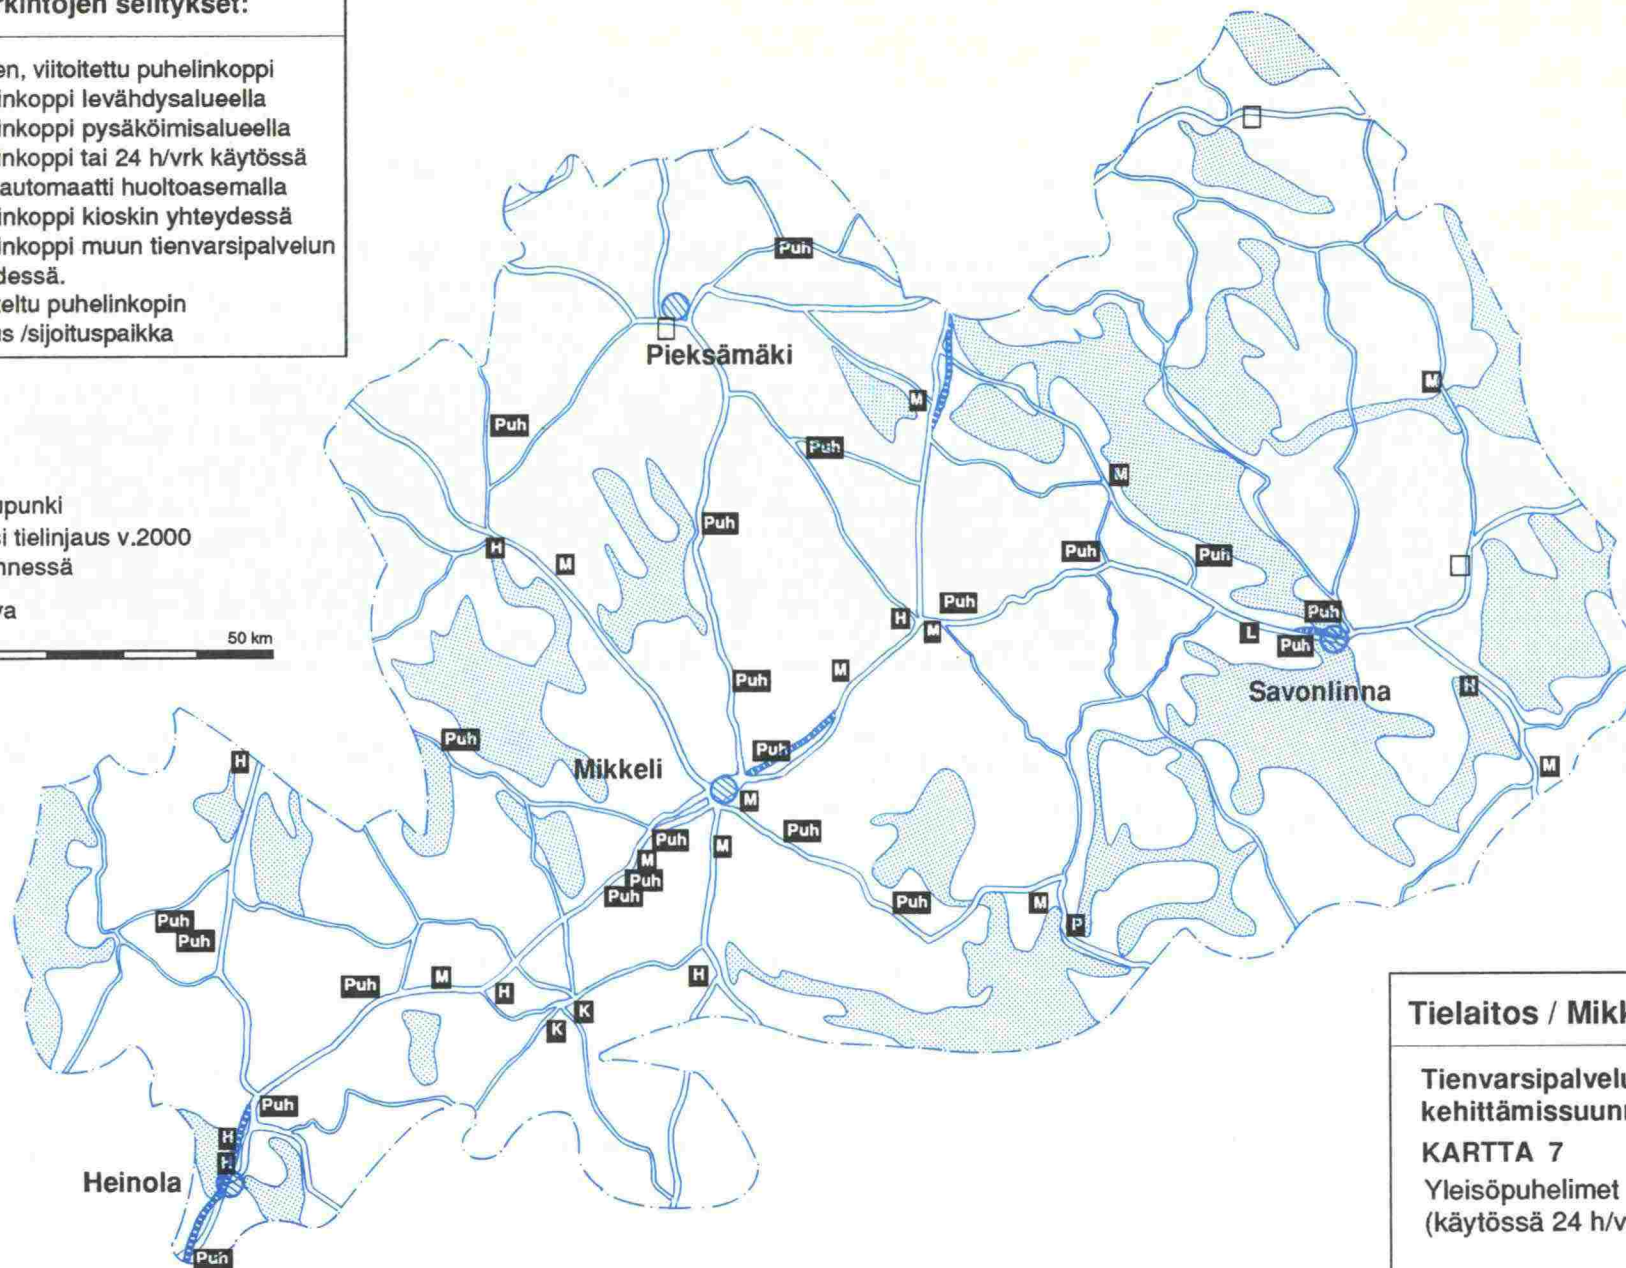 rkintojen selitykset:
en, viitoitettu puhelinkoppi
inkoppi levähdysalueella
inkoppi pysäköimisalueella
inkoppi tai 24 h/vrk käytössä
automaatti huoltoasemalla
inkoppi kioskin yhteydessä
inkoppi muun tienvarsipalvelun
dessä.
teltu puhelinkopin
s /sijoituspaikka
upunki
si tielinjaus v.2000
nnessä
va
50 km
Puh
Pieksämäki
M
M
Puh
Puh
M
Puh
H
M
Puh
Puh
H
Puh
M
Puh
L
Puh
Puh
M
Savonlinna
H
Puh
Puh
M
H
Mikkeli
M
Puh
Puh
M
M
Puh
Puh
Puh
M
P
Puh
Puh
M
H
Puh
H
K
K
Puh
H
H
Heinola
Puh
Tielaitos / Mikk
Tienvarsipalvelu
kehittämissuunn
KARTTA 7
Yleisöpuhelimet
(käytössä 24 h/v